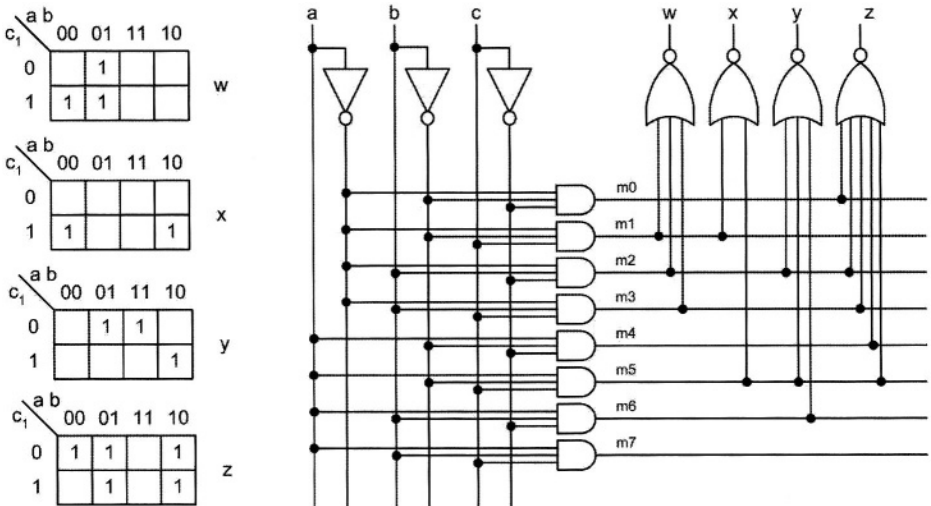 a b
c1 00 01 11 10
0 1
1 1 1
w
a b
c1 00 01 11 10
0
1 1 1
x
a b
c1 00 01 11 10
0 1 1
1 1
y
a b
c1 00 01 11 10
0 1 1 1
1 1 1
z
a b c w x y z
m0
m1
m2
m3
m4
m5
m6
m7